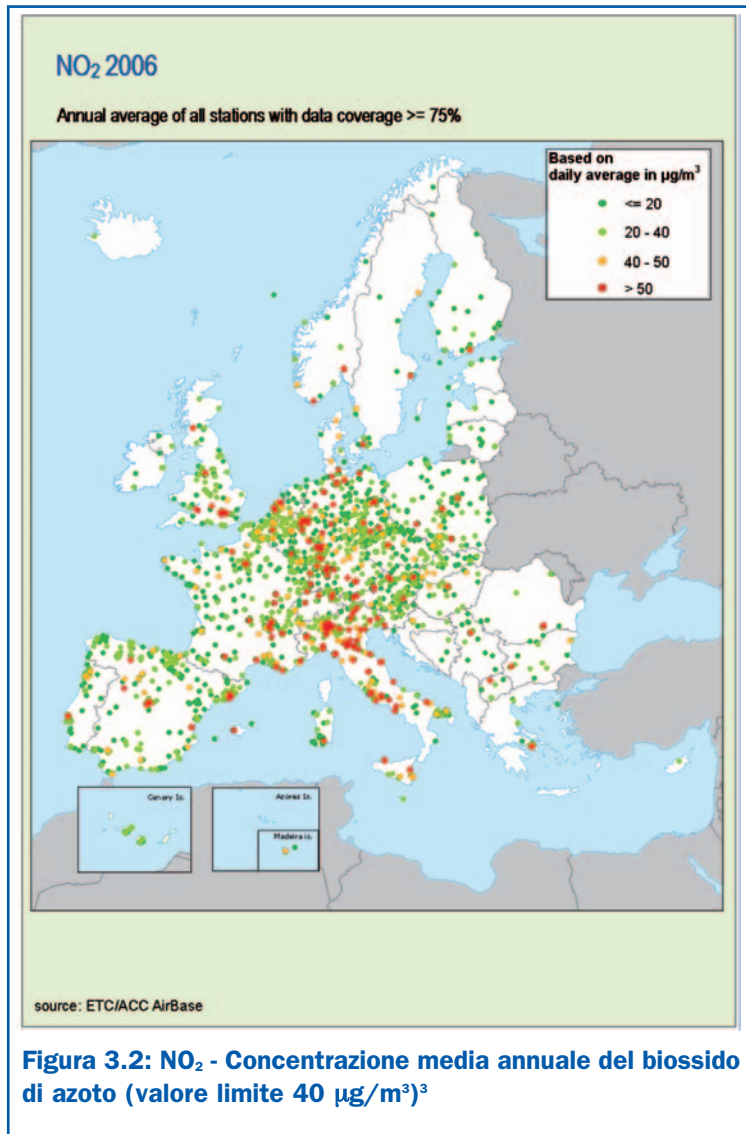 NO₂ 2006
Annual average of all stations with data coverage >= 75%
Based on
daily average in µg/m³
<= 20
20 - 40
40 - 50
> 50
Canary Is.
Azores Is.
Madeira is.
source: ETC/ACC AirBase
Figura 3.2: NO₂ - Concentrazione media annuale del biossido
di azoto (valore limite 40 µg/m³)³